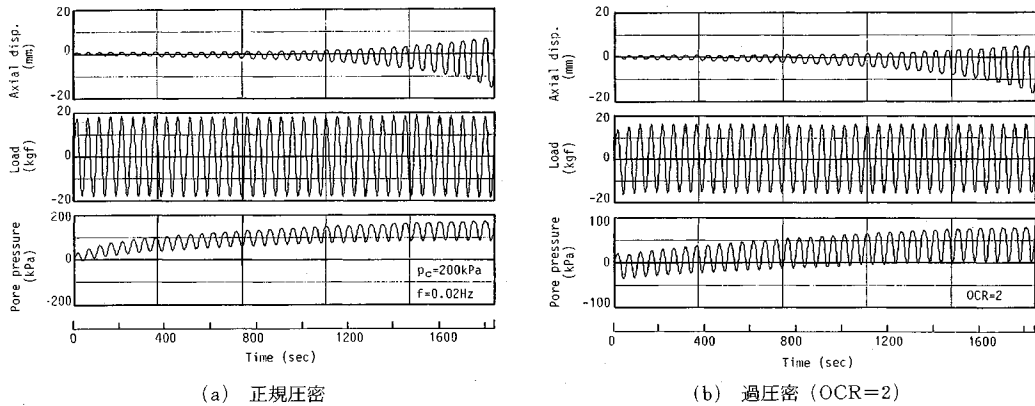 Axial disp.
(mm)
20
0
-20
Load
(kgf)
20
0
-20
Pore pressure
(kPa)
200
0
200
pc=200kPa
f=0.02Hz
0 400 800 1200 1600
Time (sec)
(a) 正規圧密
Axial disp.
(mm)
20
0
-20
Load
(kgf)
20
0
-20
Pore pressure
(kPa)
100
0
-100
OCR=2
0 400 800 1200 1600
Time (sec)
(b) 過圧密 (OCR=2)